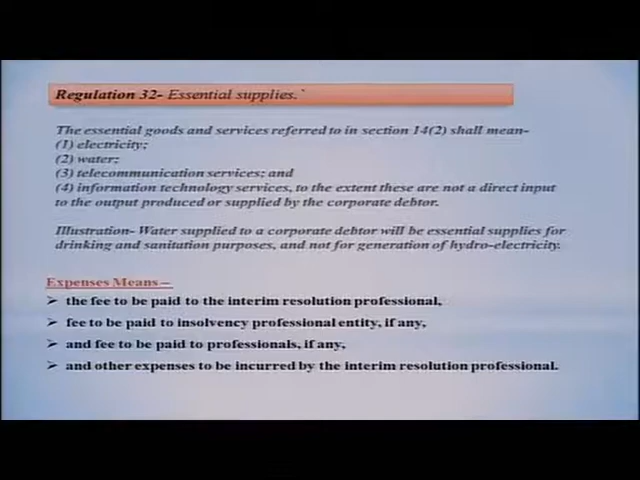 Regulation 32- Essential supplies.`
The essential goods and services referred to in section 14(2) shall mean-
(1) electricity;
(2) water;
(3) telecommunication services; and
(4) information technology services, to the extent these are not a direct input
to the output produced or supplied by the corporate debtor.
Illustration- Water supplied to a corporate debtor will be essential supplies for
drinking and sanitation purposes, and not for generation of hydro-electricity.
Expenses Means –
➢ the fee to be paid to the interim resolution professional,
➢ fee to be paid to insolvency professional entity, if any,
➢ and fee to be paid to professionals, if any,
➢ and other expenses to be incurred by the interim resolution professional.